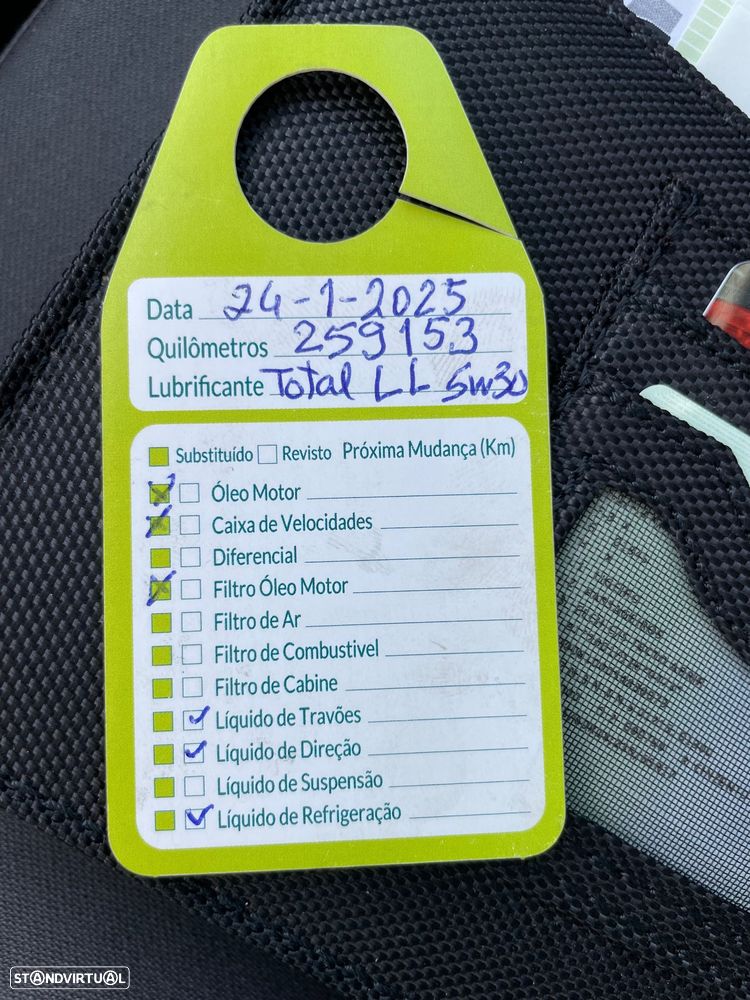 Data 24-1-2025
Quilômetros 259153
Lubrificante Total LL 5w30
Substituído Revisto Próxima Mudança (Km)
Óleo Motor
Caixa de Velocidades
Diferencial
Filtro Óleo Motor
Filtro de Ar
Filtro de Combustivel
Filtro de Cabine
Líquido de Travões
Líquido de Direção
Líquido de Suspensão
Líquido de Refrigeração
STANDVIRTUAL